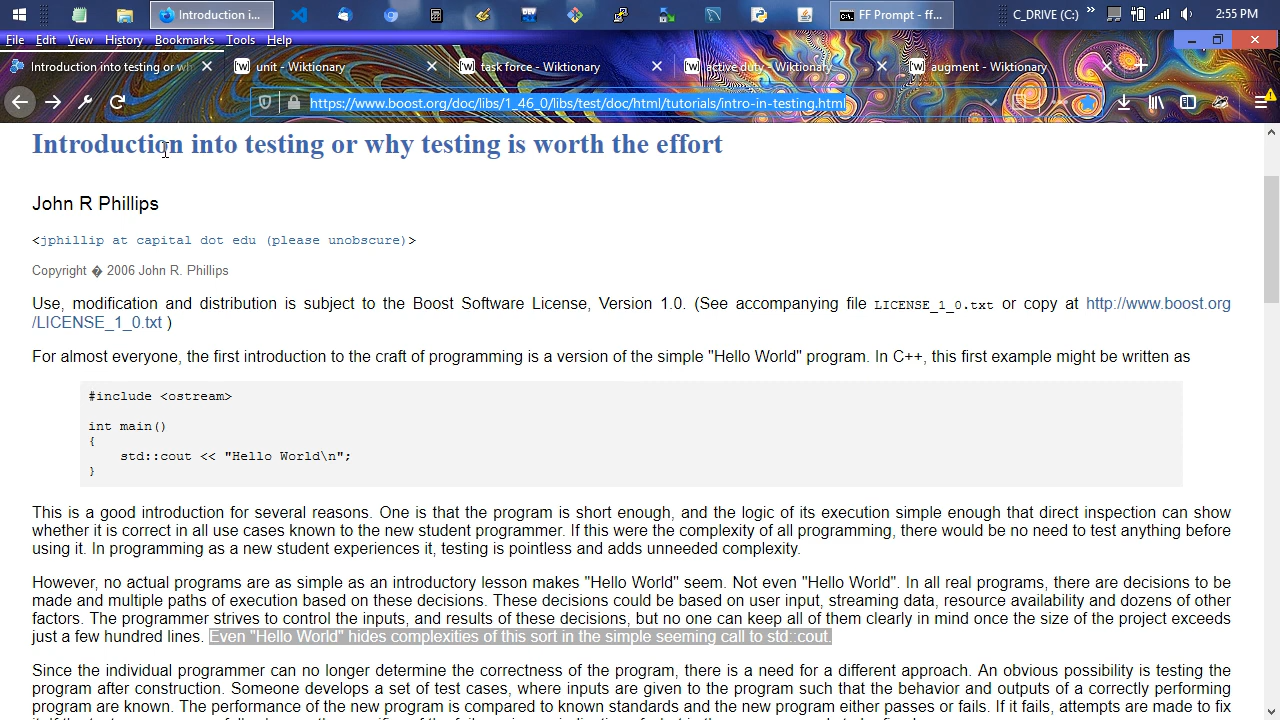 Introduction i...
FF Prompt - ff...
C_DRIVE (C:)
»
2:55 PM
File Edit View History Bookmarks Tools Help
Introduction into testing or wh
unit - Wiktionary
task force - Wiktionary
active duty - Wiktionary
augment - Wiktionary
https://www.boost.org/doc/libs/1_46_0/libs/test/doc/html/tutorials/intro-in-testing.html
Introduction into testing or why testing is worth the effort
John R Phillips
<jphillip at capital dot edu (please unobscure)>
Copyright � 2006 John R. Phillips
Use, modification and distribution is subject to the Boost Software License, Version 1.0. (See accompanying file LICENSE_1_0.txt or copy at http://www.boost.org
/LICENSE_1_0.txt )
For almost everyone, the first introduction to the craft of programming is a version of the simple "Hello World" program. In C++, this first example might be written as
#include <ostream>
int main()
{
std::cout << "Hello World\n";
}
This is a good introduction for several reasons. One is that the program is short enough, and the logic of its execution simple enough that direct inspection can show
whether it is correct in all use cases known to the new student programmer. If this were the complexity of all programming, there would be no need to test anything before
using it. In programming as a new student experiences it, testing is pointless and adds unneeded complexity.
However, no actual programs are as simple as an introductory lesson makes "Hello World" seem. Not even "Hello World". In all real programs, there are decisions to be
made and multiple paths of execution based on these decisions. These decisions could be based on user input, streaming data, resource availability and dozens of other
factors. The programmer strives to control the inputs, and results of these decisions, but no one can keep all of them clearly in mind once the size of the project exceeds
just a few hundred lines. Even "Hello World" hides complexities of this sort in the simple seeming call to std::cout.
Since the individual programmer can no longer determine the correctness of the program, there is a need for a different approach. An obvious possibility is testing the
program after construction. Someone develops a set of test cases, where inputs are given to the program such that the behavior and outputs of a correctly performing
program are known. The performance of the new program is compared to known standards and the new program either passes or fails. If it fails, attempts are made to fix